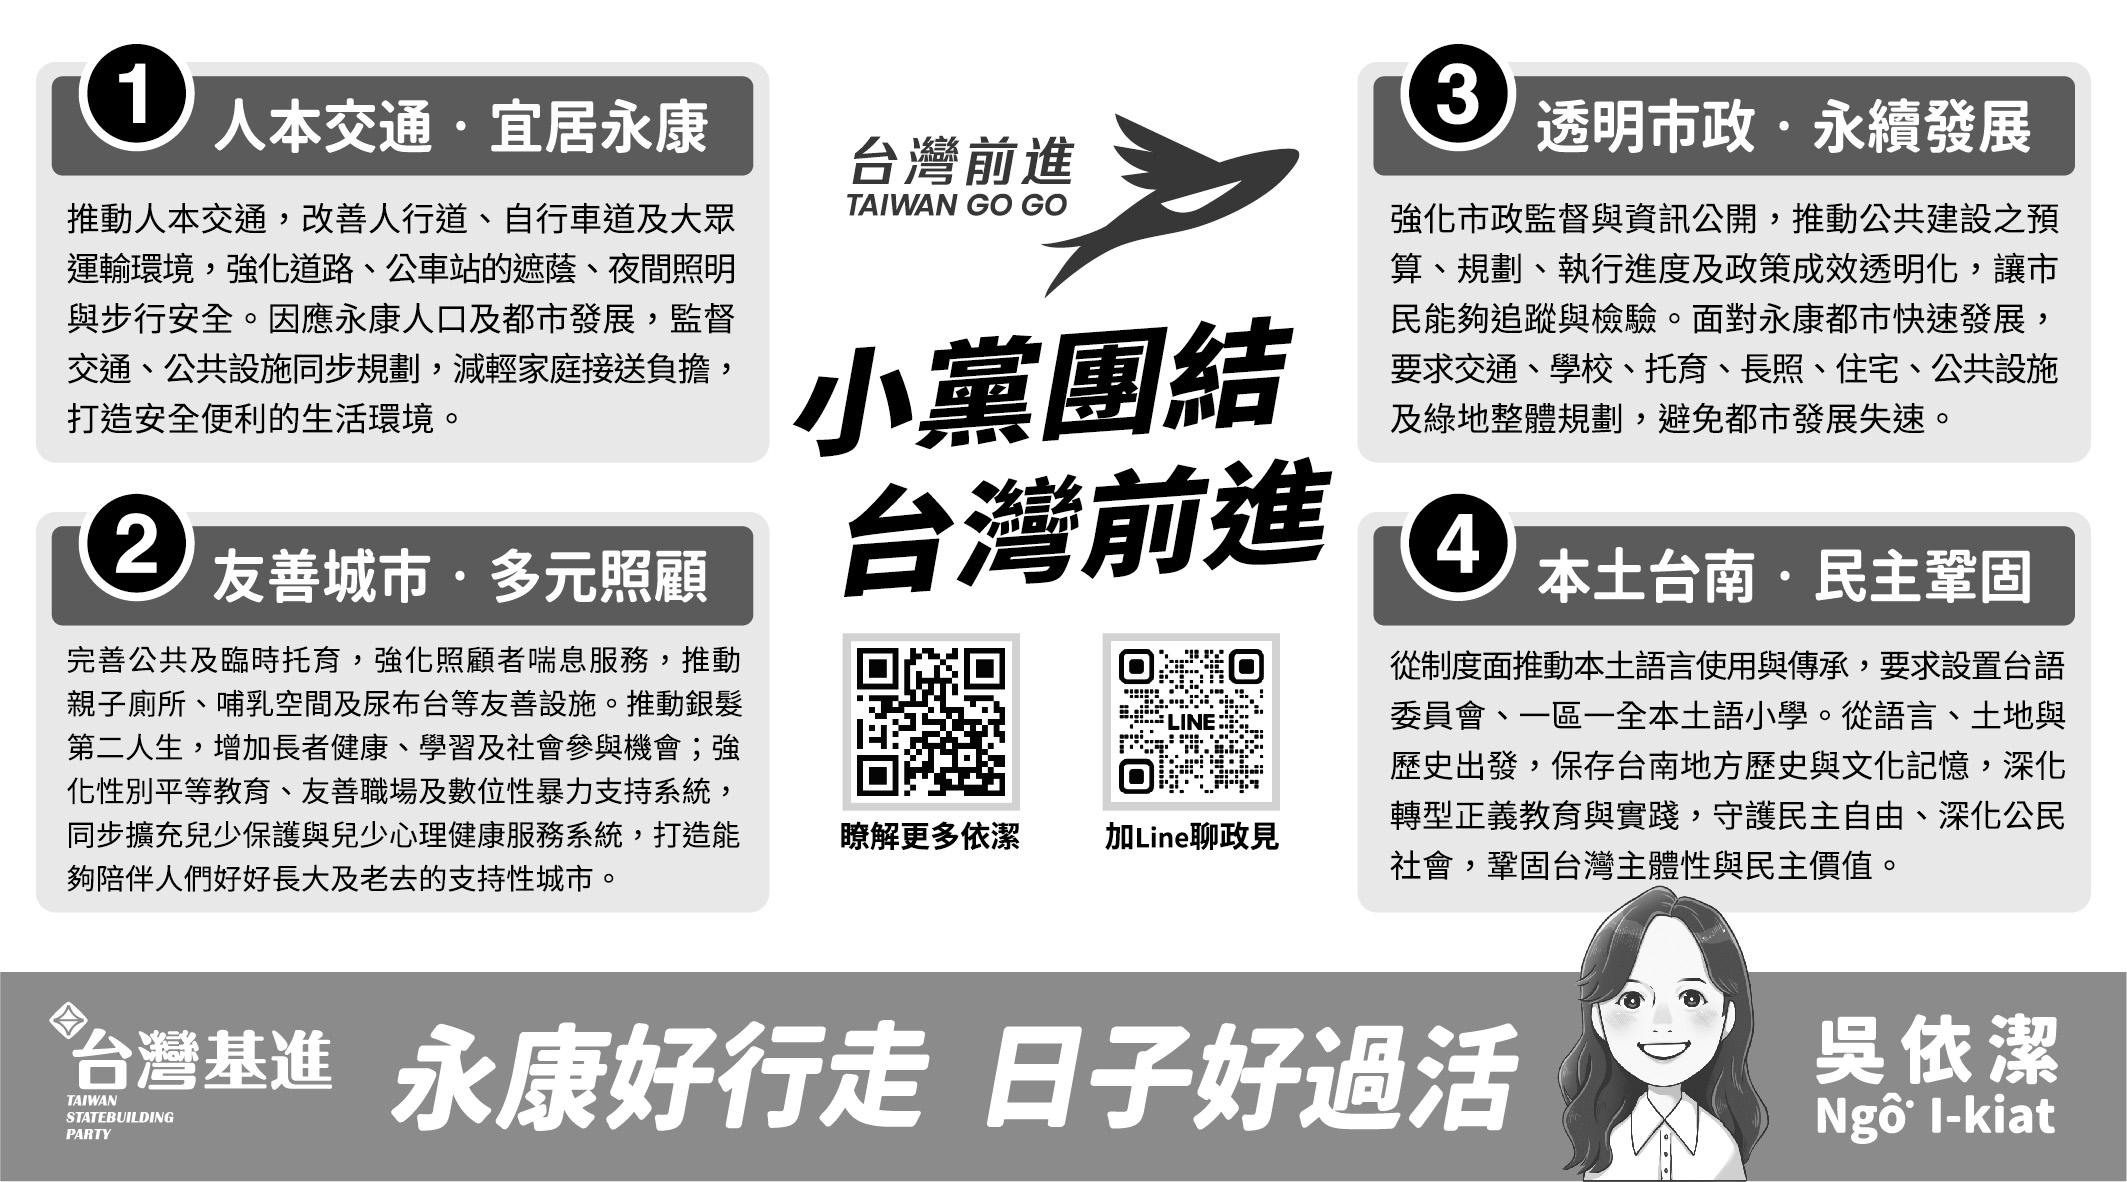 1
人本交通．宜居永康
推動人本交通，改善人行道、自行車道及大眾
運輸環境，強化道路、公車站的遮蔭、夜間照明
與步行安全。因應永康人口及都市發展，監督
交通、公共設施同步規劃，減輕家庭接送負擔，
打造安全便利的生活環境。
2
友善城市．多元照顧
完善公共及臨時托育，強化照顧者喘息服務，推動
親子廁所、哺乳空間及尿布台等友善設施。推動銀髮
第二人生，增加長者健康、學習及社會參與機會；強
化性別平等教育、友善職場及數位性暴力支持系統，
同步擴充兒少保護與兒少心理健康服務系統，打造能
夠陪伴人們好好長大及老去的支持性城市。
台灣前進
TAIWAN GO GO
小黨團結
台灣前進
LINE
瞭解更多依潔
加Line聊政見
3
透明市政．永續發展
強化市政監督與資訊公開，推動公共建設之預
算、規劃、執行進度及政策成效透明化，讓市
民能夠追蹤與檢驗。面對永康都市快速發展，
要求交通、學校、托育、長照、住宅、公共設施
及綠地整體規劃，避免都市發展失速。
4
本土台南．民主鞏固
從制度面推動本土語言使用與傳承，要求設置台語
委員會、一區一全本土語小學。從語言、土地與
歷史出發，保存台南地方歷史與文化記憶，深化
轉型正義教育與實踐，守護民主自由、深化公民
社會，鞏固台灣主體性與民主價值。
台灣基進
TAIWAN
STATEBUILDING
PARTY
永康好行走 日子好過活
吳依潔
Ngô͘ I-kiat